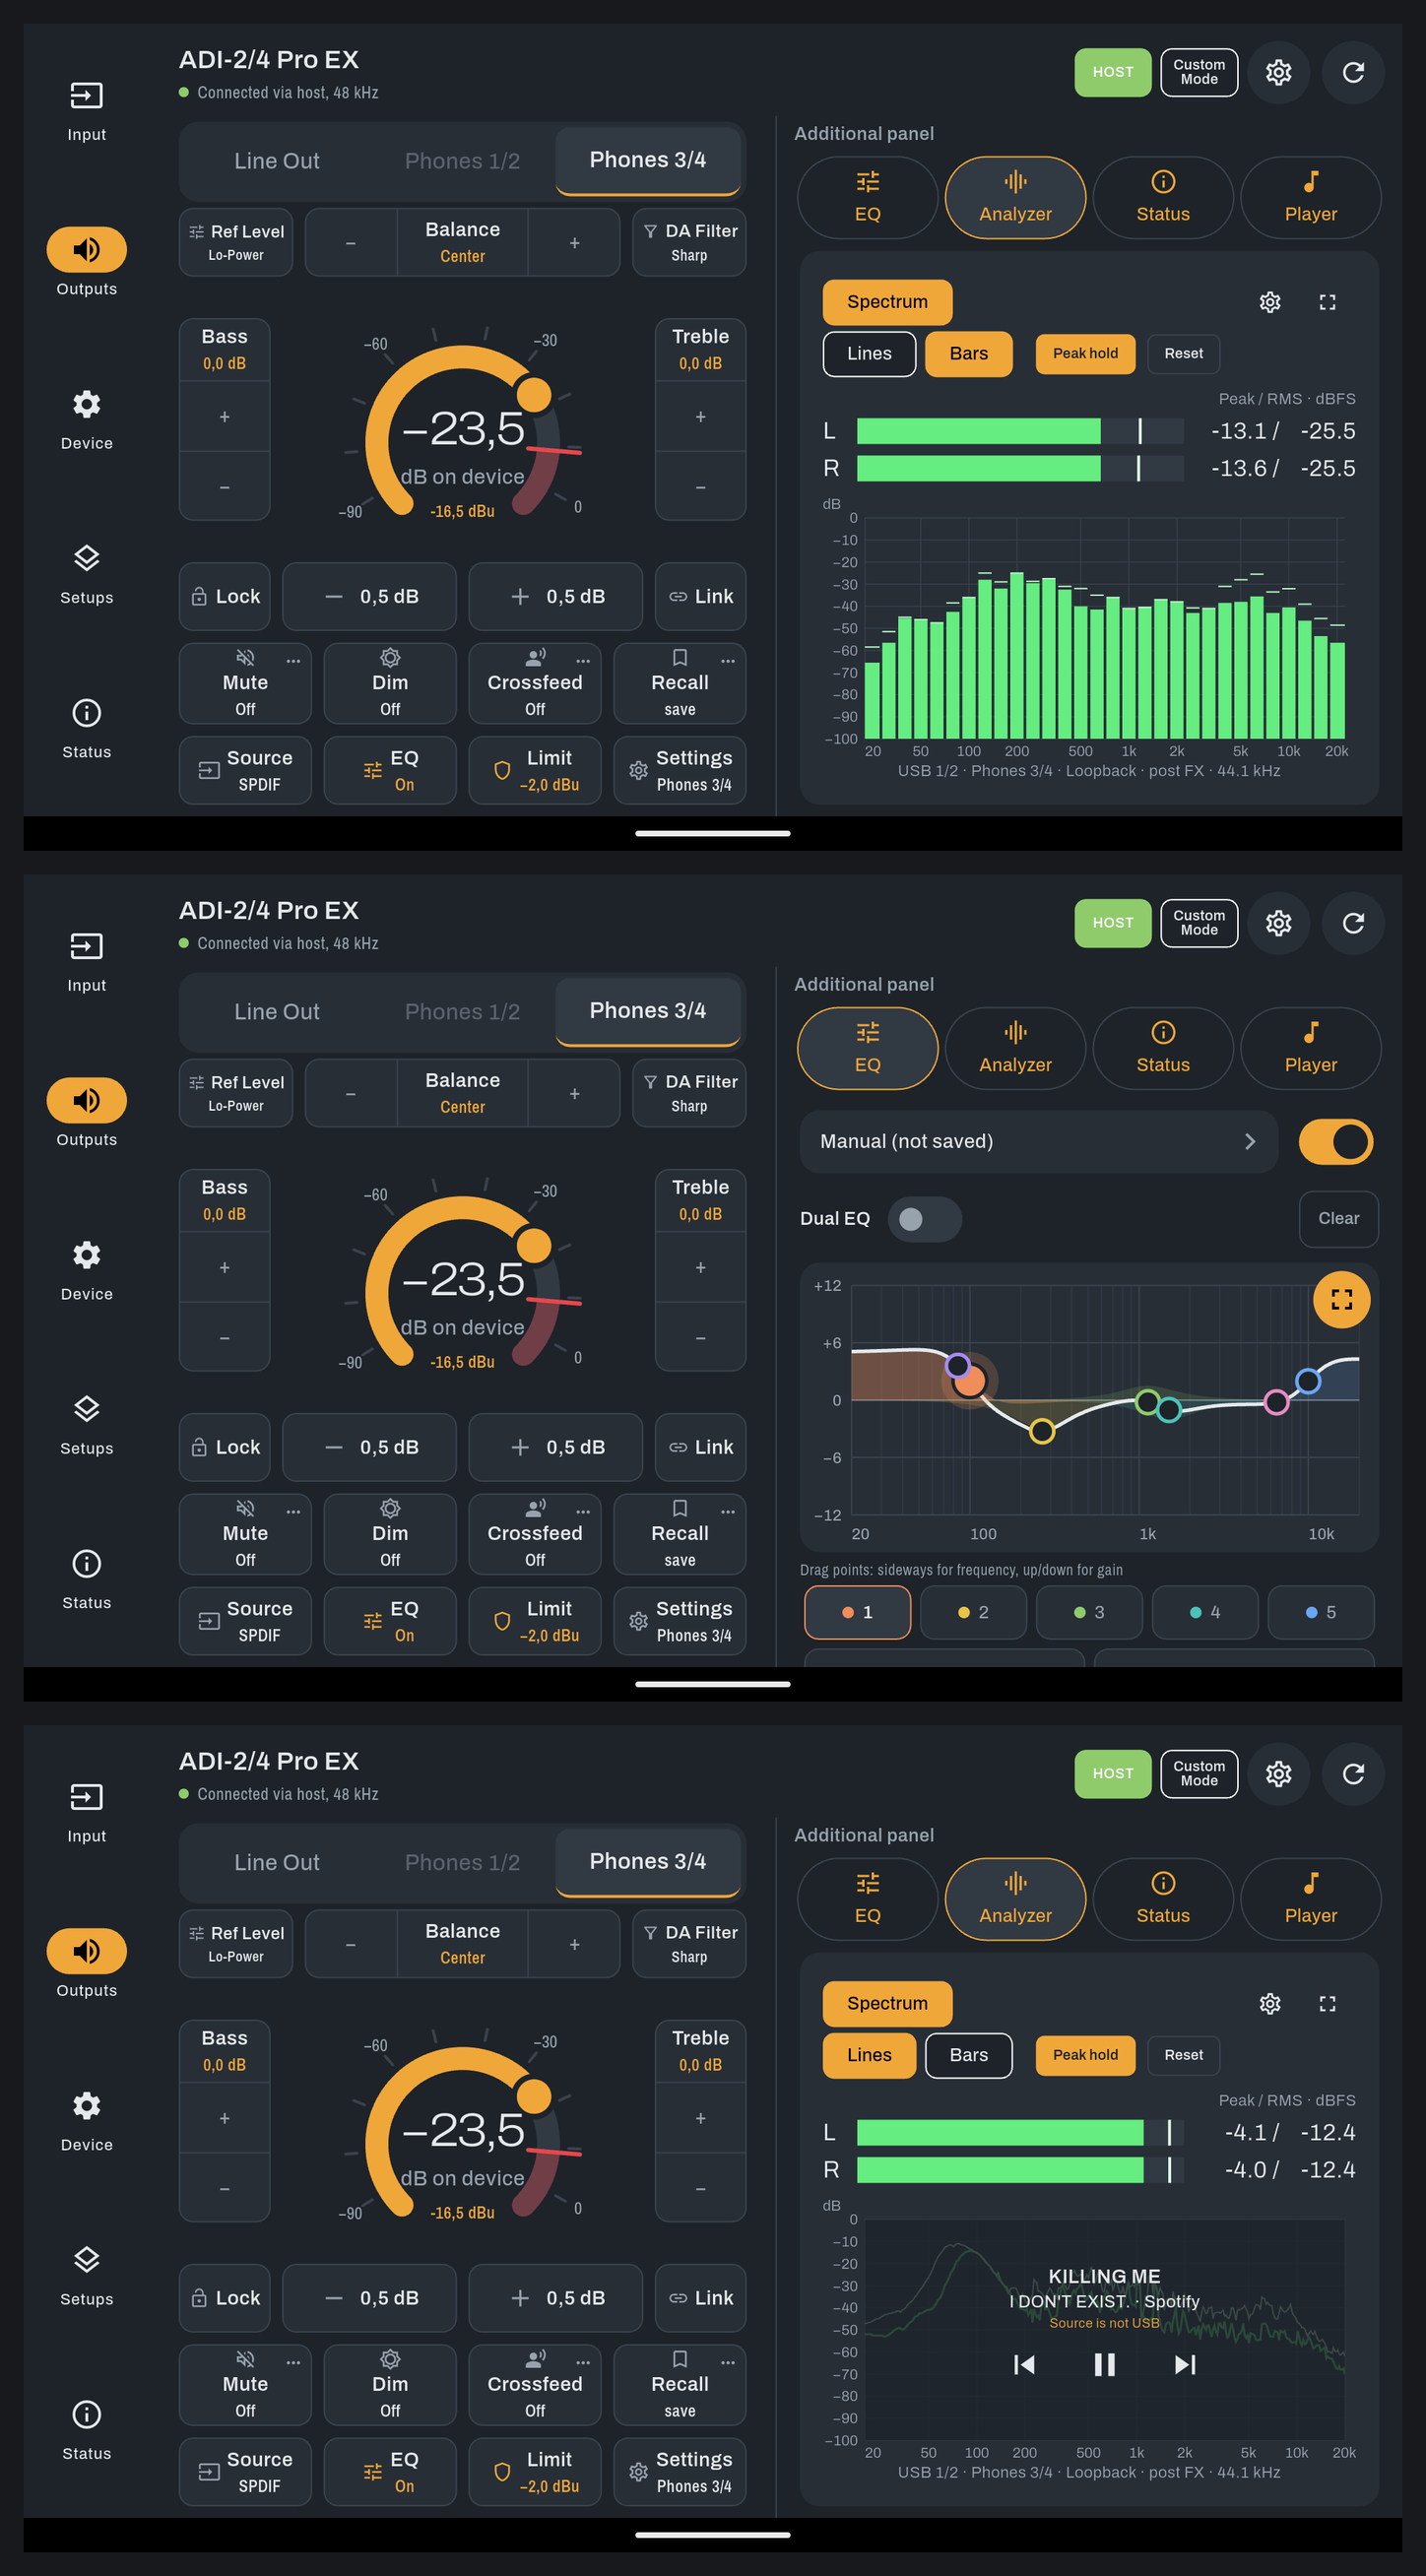 ADI-2/4 Pro EX
Connected via host, 48 kHz
HOST
Custom
Mode
Input
Outputs
Device
Setups
Status
Line Out
Phones 1/2
Phones 3/4
Ref Level
Lo-Power
−
Balance
Center
+
DA Filter
Sharp
Bass
0,0 dB
+
−
−90
−60
−30
0
−23,5
dB on device
-16,5 dBu
Treble
0,0 dB
+
−
Lock
− 0,5 dB
+ 0,5 dB
Link
Mute
Off
Dim
Off
Crossfeed
Off
Recall
save
Source
SPDIF
EQ
On
Limit
−2,0 dBu
Settings
Phones 3/4
Additional panel
EQ
Analyzer
Status
Player
Spectrum
Lines
Bars
Peak hold
Reset
Peak / RMS · dBFS
L -13.1 / -25.5
R -13.6 / -25.5
dB
0
−10
−20
−30
−40
−50
−60
−70
−80
−90
−100
20 50 100 200 500 1k 2k 5k 10k 20k
USB 1/2 · Phones 3/4 · Loopback · post FX · 44.1 kHz
ADI-2/4 Pro EX
Connected via host, 48 kHz
HOST
Custom
Mode
Input
Outputs
Device
Setups
Status
Line Out
Phones 1/2
Phones 3/4
Ref Level
Lo-Power
−
Balance
Center
+
DA Filter
Sharp
Bass
0,0 dB
+
−
−90
−60
−30
0
−23,5
dB on device
-16,5 dBu
Treble
0,0 dB
+
−
Lock
− 0,5 dB
+ 0,5 dB
Link
Mute
Off
Dim
Off
Crossfeed
Off
Recall
save
Source
SPDIF
EQ
On
Limit
−2,0 dBu
Settings
Phones 3/4
Additional panel
EQ
Analyzer
Status
Player
Manual (not saved)
Dual EQ
Clear
+12
+6
0
−6
−12
20 100 1k 10k
Drag points: sideways for frequency, up/down for gain
1
2
3
4
5
ADI-2/4 Pro EX
Connected via host, 48 kHz
HOST
Custom
Mode
Input
Outputs
Device
Setups
Status
Line Out
Phones 1/2
Phones 3/4
Ref Level
Lo-Power
−
Balance
Center
+
DA Filter
Sharp
Bass
0,0 dB
+
−
−90
−60
−30
0
−23,5
dB on device
-16,5 dBu
Treble
0,0 dB
+
−
Lock
− 0,5 dB
+ 0,5 dB
Link
Mute
Off
Dim
Off
Crossfeed
Off
Recall
save
Source
SPDIF
EQ
On
Limit
−2,0 dBu
Settings
Phones 3/4
Additional panel
EQ
Analyzer
Status
Player
Spectrum
Lines
Bars
Peak hold
Reset
Peak / RMS · dBFS
L -4.1 / -12.4
R -4.0 / -12.4
dB
0
−10
−20
−30
−40
−50
−60
−70
−80
−90
−100
KILLING ME
I DON'T EXIST. · Spotify
Source is not USB
20 50 100 200 500 1k 2k 5k 10k 20k
USB 1/2 · Phones 3/4 · Loopback · post FX · 44.1 kHz